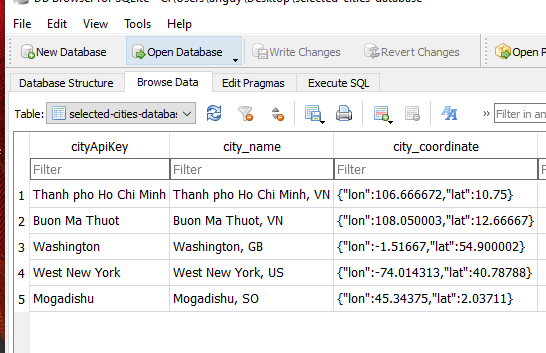 DB Browser for SQLite - C:\Users\anguy\Desktop\selected-cities-database
File Edit View Tools Help
New Database Open Database Write Changes Revert Changes Open P
Database Structure Browse Data Edit Pragmas Execute SQL
Table: selected-cities-databas » Filter in an
cityApiKey city_name city_coordinate
Filter Filter Filter
1 Thanh pho Ho Chi Minh Thanh pho Ho Chi Minh, VN {"lon":106.666672,"lat":10.75}
2 Buon Ma Thuot Buon Ma Thuot, VN {"lon":108.050003,"lat":12.66667}
3 Washington Washington, GB {"lon":-1.51667,"lat":54.900002}
4 West New York West New York, US {"lon":-74.014313,"lat":40.78788}
5 Mogadishu Mogadishu, SO {"lon":45.34375,"lat":2.03711}